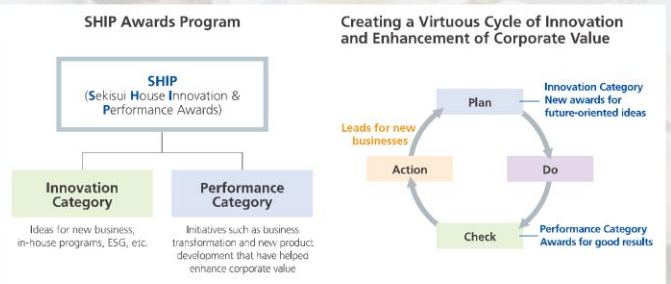 SHIP Awards Program
SHIP
(Sekisui House Innovation &
Performance Awards)
Innovation
Category
Ideas for new business,
in-house programs, ESG, etc.
Performance
Category
Initiatives such as business
transformation and new product
development that have helped
enhance corporate value
Creating a Virtuous Cycle of Innovation
and Enhancement of Corporate Value
Plan
Innovation Category
New awards for
future-oriented ideas
Leads for new
businesses
Action
Do
Check
Performance Category
Awards for good results